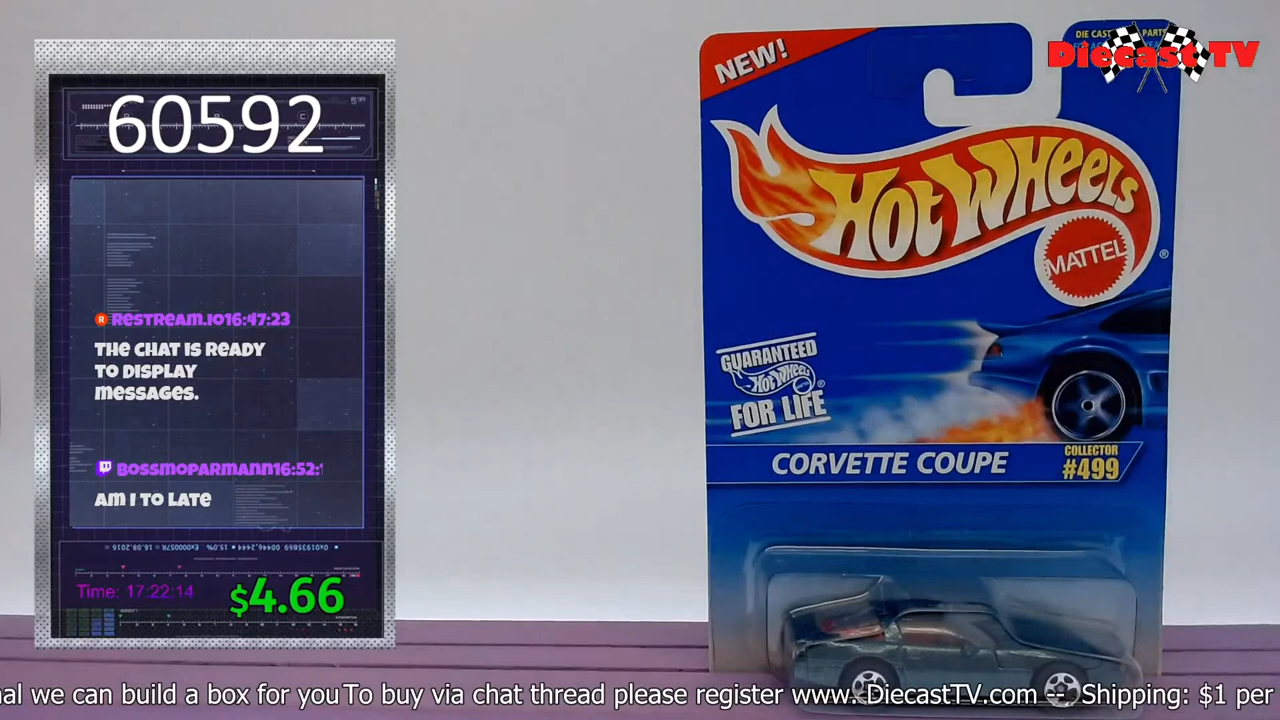 60592
Restream.io16:47:23
The chat is ready
to display
messages.
Bossmoparmann16:52:
Am I to late
Time: 17:22:14
$4.66
NEW!
Diecast TV
HOT WHEELS
MATTEL
®
GUARANTEED
HOT WHEELS
®
FOR LIFE
CORVETTE COUPE
COLLECTOR
#499
nal we can build a box for you To buy via chat thread please register www. DiecastTV.com -- Shipping: $1 per